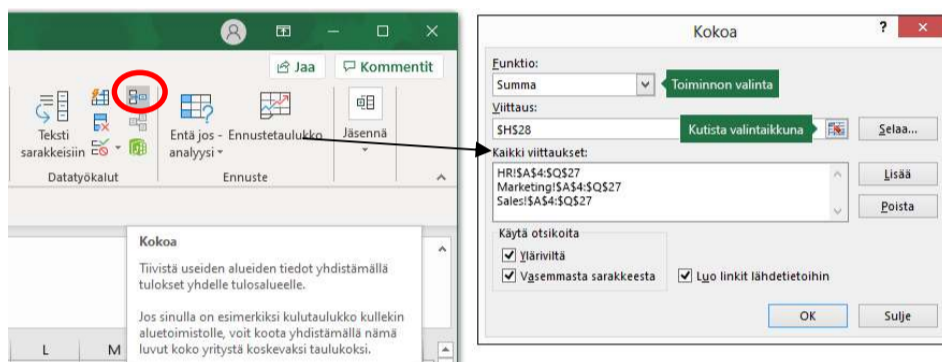 Jaa
Kommentit
Teksti
sarakkeisiin
Entä jos -
analyysi
Ennustetaulukko
Jäsennä
Datatyökalut
Ennuste
Kokoa
Tiivistä useiden alueiden tiedot yhdistämällä
tulokset yhdelle tulosalueelle.
Jos sinulla on esimerkiksi kulutaulukko kullekin
aluetoimistolle, voit koota yhdistämällä nämä
luvut koko yritystä koskevaksi taulukoksi.
L
M
Kokoa
?
Funktio:
Summa
Toiminnon valinta
Viittaus:
$H$28
Kutista valintaikkuna
Selaa...
Kaikki viittaukset:
HR!$A$4:$Q$27
Marketing!$A$4:$Q$27
Sales!$A$4:$Q$27
Lisää
Poista
Käytä otsikoita
Yläriviltä
Vasemmasta sarakkeesta
Luo linkit lähdetietoihin
OK
Sulje